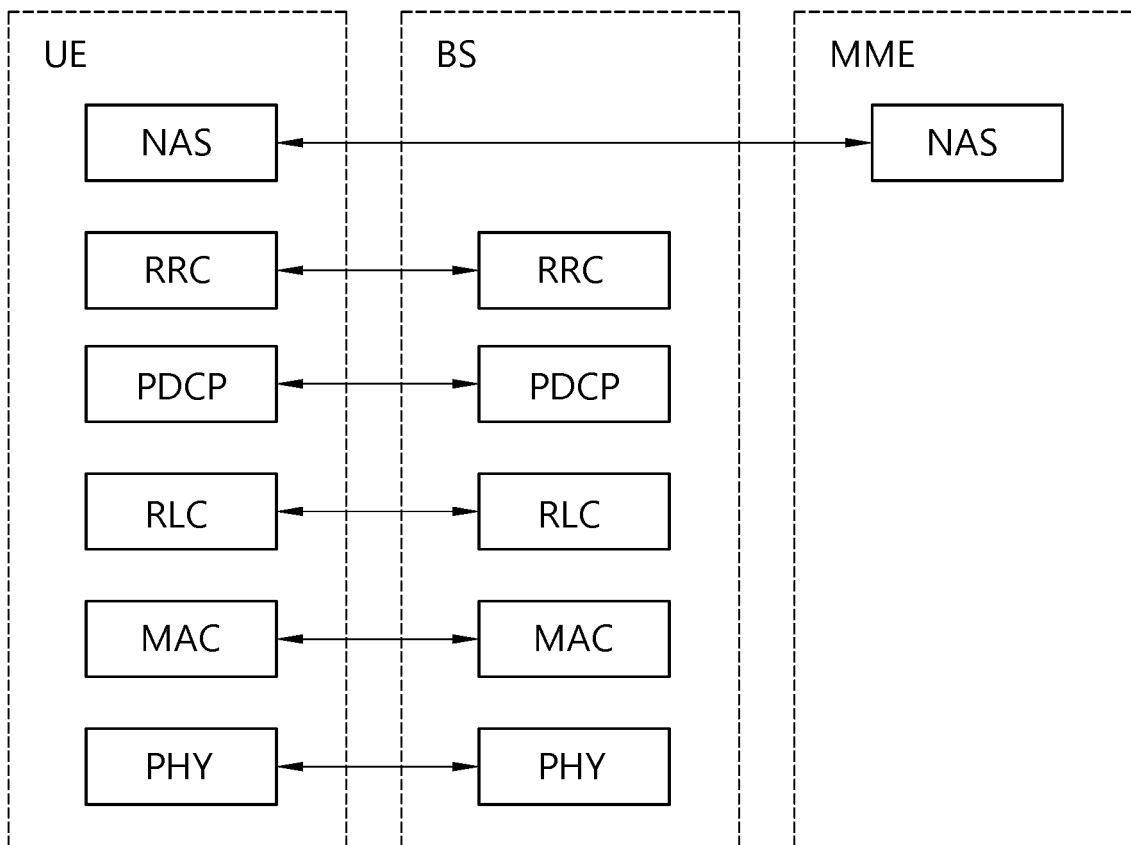 UE BS MME
NAS NAS
RRC RRC
PDCP PDCP
RLC RLC
MAC MAC
PHY PHY